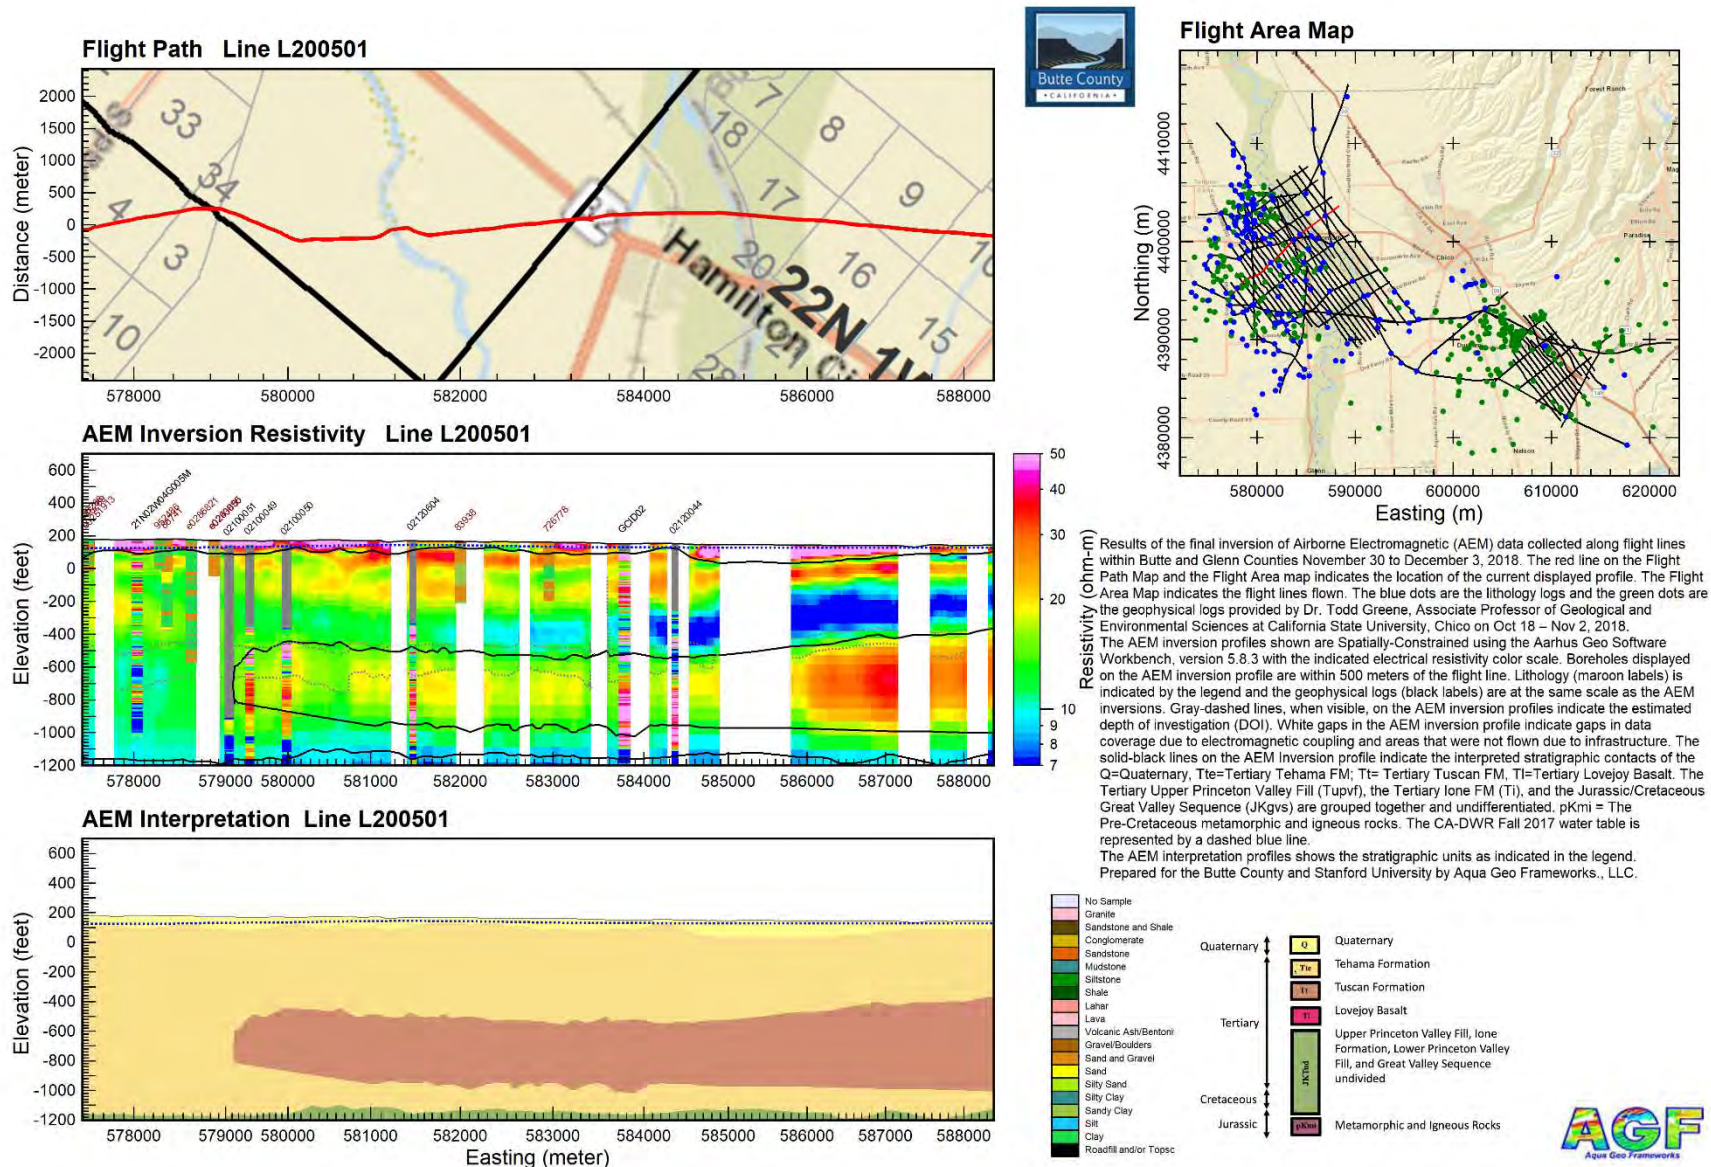 Flight Path   Line L200501
Distance (meter)
2000
1500
1000
500
0
-500
-1000
-1500
-2000
33
34
4
3
10
7
8
18
9
17
16
20
15
32
Hamilton Ci
22N 1W
578000
580000
582000
584000
586000
588000
Butte County
CALIFORNIA
Flight Area Map
Northing (m)
4410000
4400000
4390000
4380000
Forest Ranch
Paradise
Chico
Nelson
Glenn
580000
590000
600000
610000
620000
Easting (m)
AEM Inversion Resistivity   Line L200501
Elevation (feet)
600
400
200
0
-200
-400
-600
-800
-1000
-1200
21N02W04G005M
e0286821
02100051
02100049
02100050
02120604
83938
726778
GCID02
02120044
578000
579000
580000
581000
582000
583000
584000
585000
586000
587000
588000
50
40
30
20
10
9
8
7
Resistivity (ohm-m)
Results of the final inversion of Airborne Electromagnetic (AEM) data collected along flight lines
within Butte and Glenn Counties November 30 to December 3, 2018. The red line on the Flight
Path Map and the Flight Area map indicates the location of the current displayed profile. The Flight
Area Map indicates the flight lines flown. The blue dots are the lithology logs and the green dots are
the geophysical logs provided by Dr. Todd Greene, Associate Professor of Geological and
Environmental Sciences at California State University, Chico on Oct 18 – Nov 2, 2018.
The AEM inversion profiles shown are Spatially-Constrained using the Aarhus Geo Software
Workbench, version 5.8.3 with the indicated electrical resistivity color scale. Boreholes displayed
on the AEM inversion profile are within 500 meters of the flight line. Lithology (maroon labels) is
indicated by the legend and the geophysical logs (black labels) are at the same scale as the AEM
inversions. Gray-dashed lines, when visible, on the AEM inversion profiles indicate the estimated
depth of investigation (DOI). White gaps in the AEM inversion profile indicate gaps in data
coverage due to electromagnetic coupling and areas that were not flown due to infrastructure. The
solid-black lines on the AEM Inversion profile indicate the interpreted stratigraphic contacts of the
Q=Quaternary, Tte=Tertiary Tehama FM; Tt= Tertiary Tuscan FM, Tl=Tertiary Lovejoy Basalt. The
Tertiary Upper Princeton Valley Fill (Tupvf), the Tertiary Ione FM (Ti), and the Jurassic/Cretaceous
Great Valley Sequence (JKgvs) are grouped together and undifferentiated. pKmi = The
Pre-Cretaceous metamorphic and igneous rocks. The CA-DWR Fall 2017 water table is
represented by a dashed blue line.
The AEM interpretation profiles shows the stratigraphic units as indicated in the legend.
Prepared for the Butte County and Stanford University by Aqua Geo Frameworks., LLC.
AEM Interpretation  Line L200501
Elevation (feet)
600
400
200
0
-200
-400
-600
-800
-1000
-1200
578000
579000
580000
581000
582000
583000
584000
585000
586000
587000
588000
Easting (meter)
No Sample
Granite
Sandstone and Shale
Conglomerate
Sandstone
Mudstone
Siltstone
Shale
Lahar
Lava
Volcanic Ash/Bentoni
Gravel/Boulders
Sand and Gravel
Sand
Silty Sand
Silty Clay
Sandy Clay
Silt
Clay
Roadfill and/or Topsc
Quaternary
Tertiary
Cretaceous
Jurassic
Q
Quaternary
Tte
Tehama Formation
Tt
Tuscan Formation
Tl
Lovejoy Basalt
JKTud
Upper Princeton Valley Fill, Ione
Formation, Lower Princeton Valley
Fill, and Great Valley Sequence
undivided
pKmi
Metamorphic and Igneous Rocks
AGF
Aqua Geo Frameworks